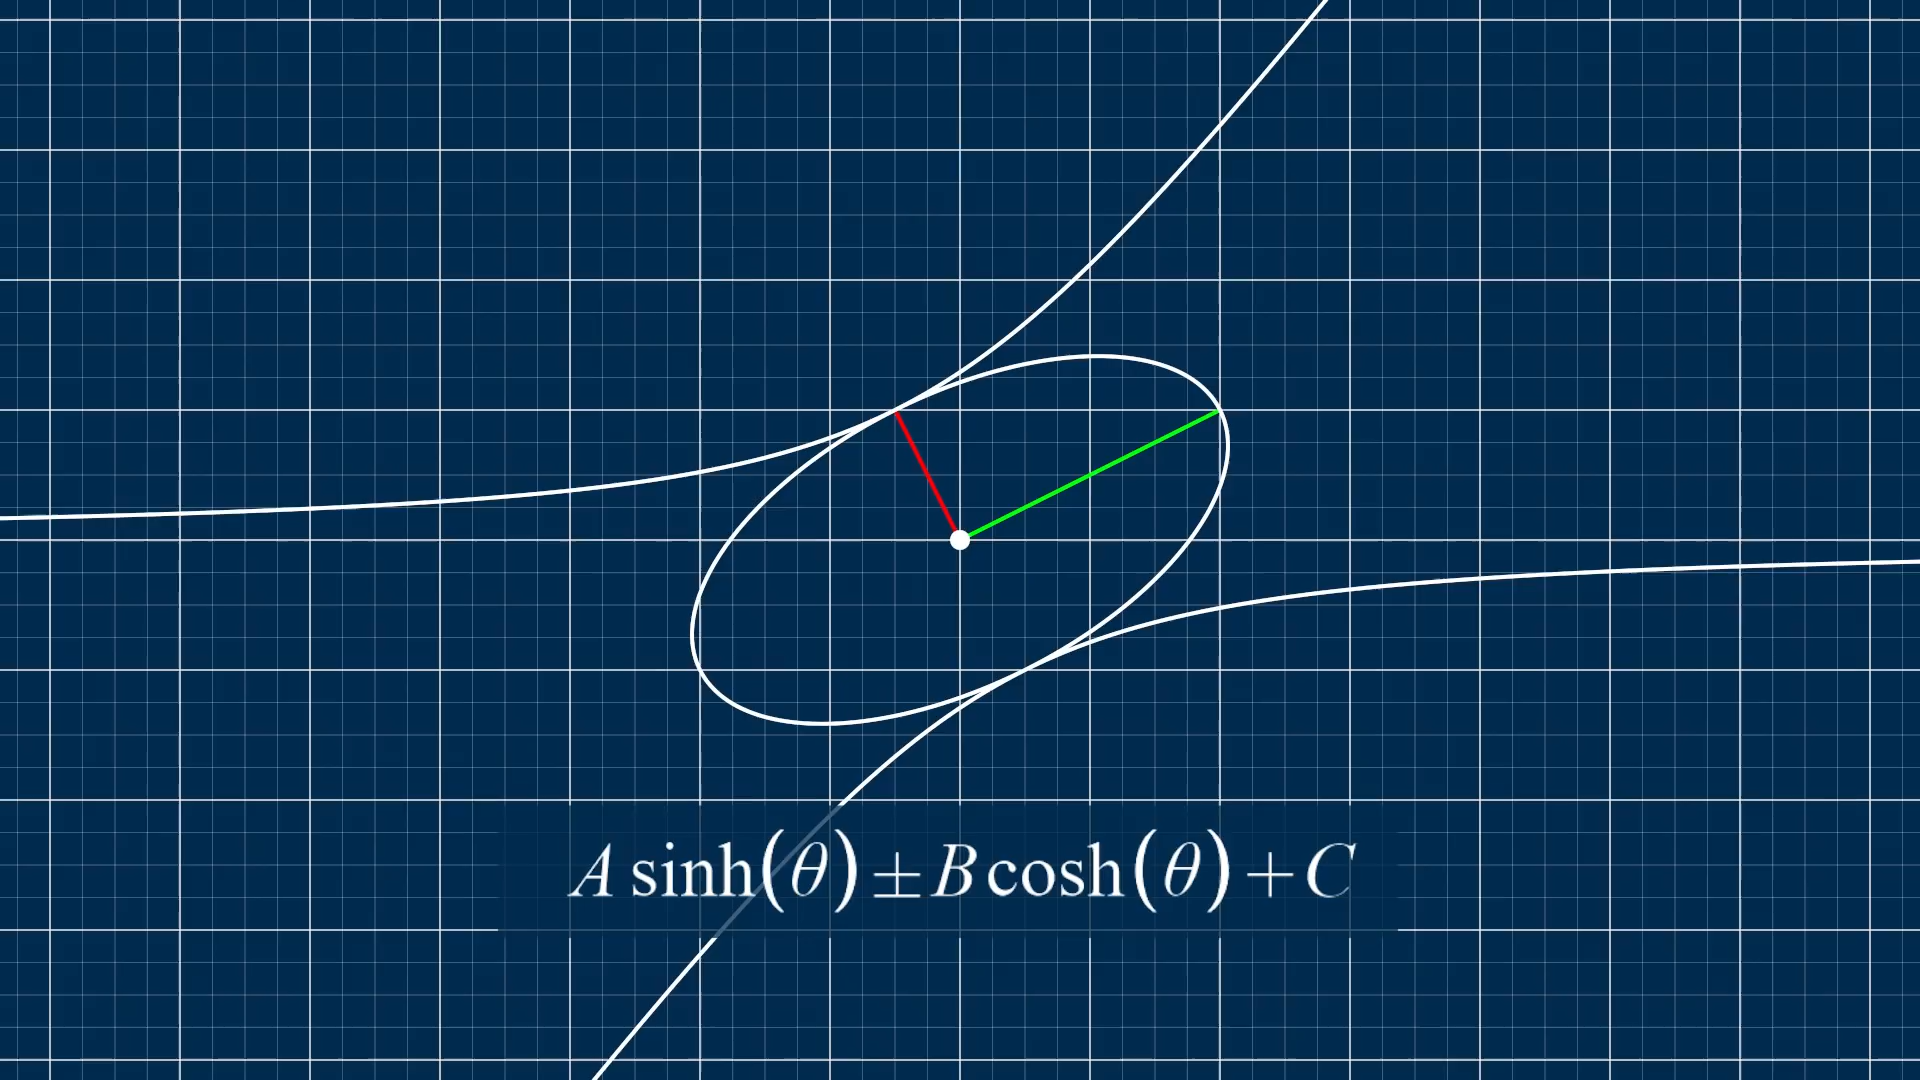 A sinh(θ) ± B cosh(θ) + C